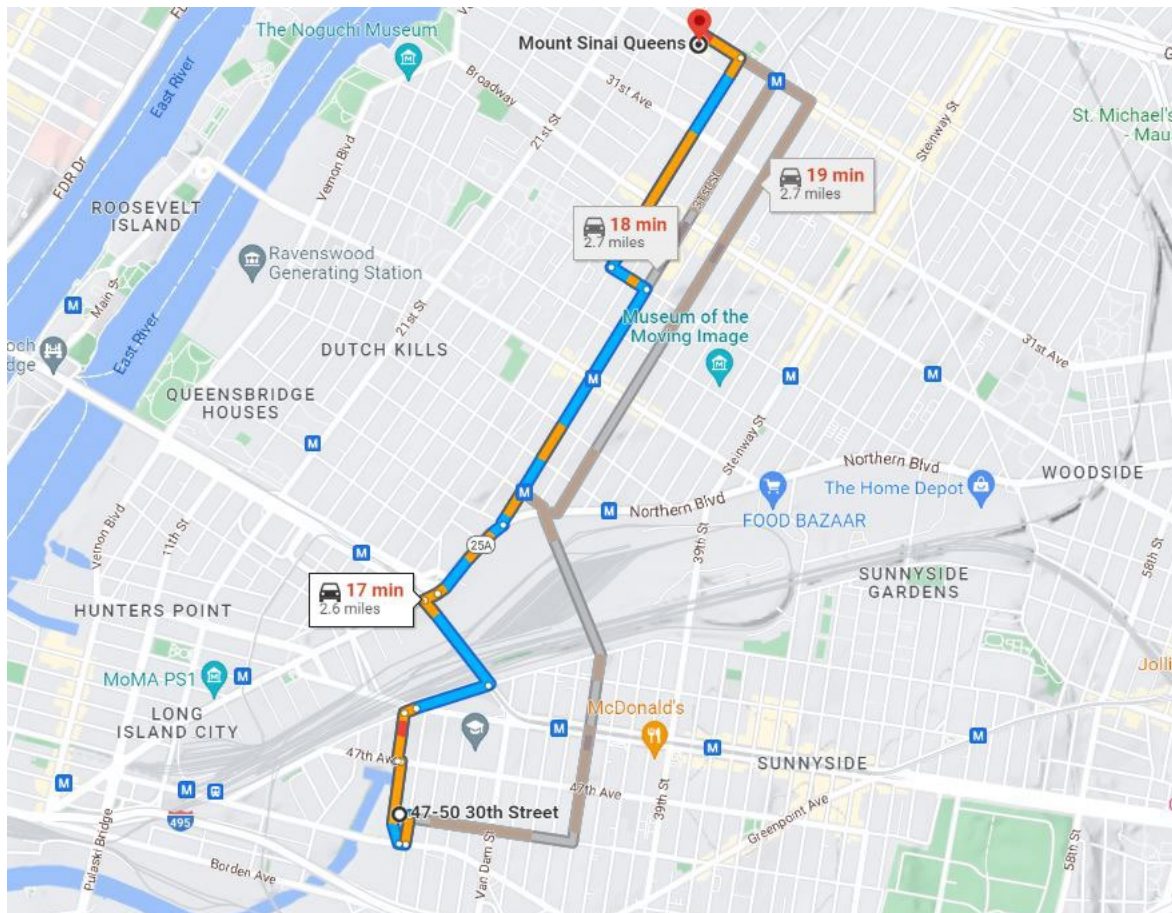 The Noguchi Museum
Mount Sinai Queens
Broadway
31st Ave
21st St
Steinway St
St. Michael's
- Mau
East River
FDR Dr
Vernon Blvd
19 min
2.7 miles
31st St
ROOSEVELT
ISLAND
18 min
2.7 miles
Ravenswood
Generating Station
M
Main St
East River
21st St
Museum of the
Moving Image
31st Ave
DUTCH KILLS
och
dge
QUEENSBRIDGE
HOUSES
M
M
M
M
Steinway St
Northern Blvd
WOODSIDE
The Home Depot
M
Northern Blvd
M
FOOD BAZAAR
Vernon Blvd
11th St
25A
39th St
58th St
M
17 min
2.6 miles
SUNNYSIDE
GARDENS
HUNTERS POINT
MoMA PS1
M
Jolli
LONG
ISLAND CITY
McDonald's
M
M
M
SUNNYSIDE
47th Av
47th Ave
39th St
M
M
47-50 30th Street
495
Greenpoint Ave
Pulaski Bridge
Borden Ave
Van Dam St
58th St